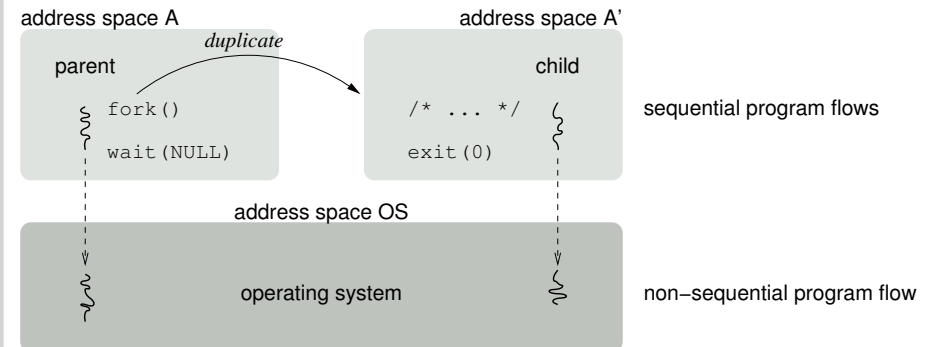 address space A
address space A’
duplicate
parent
child
fork()
/* ... */
sequential program flows
wait(NULL)
exit(0)
address space OS
operating system
non−sequential program flow